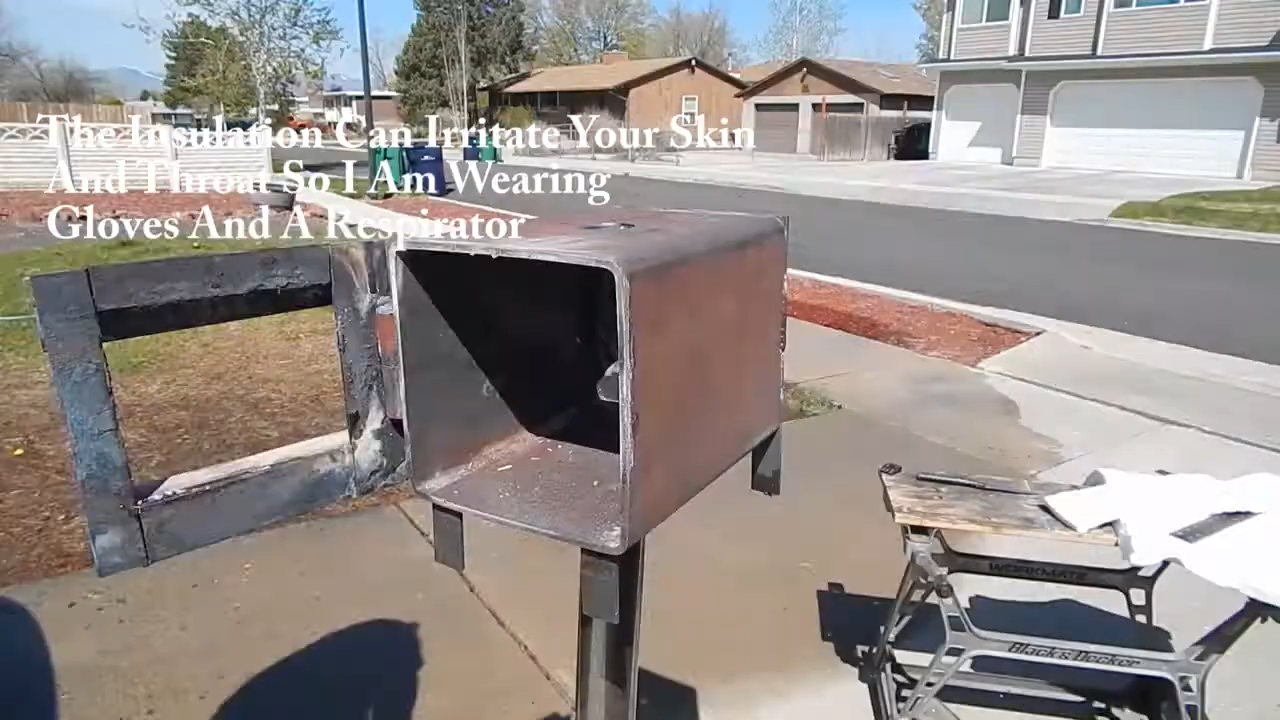 The Insulation Can Irritate Your Skin
And Throat So I Am Wearing
Gloves And A Respirator
WORKMATE
Black & Decker